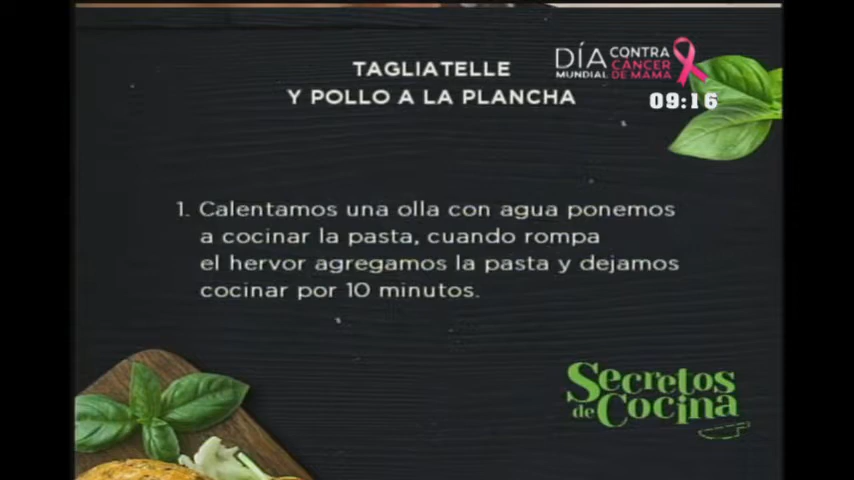 TAGLIATELLE
Y POLLO A LA PLANCHA
DÍA MUNDIAL CONTRA CÁNCER DE MAMA
09:16
1. Calentamos una olla con agua ponemos
a cocinar la pasta, cuando rompa
el hervor agregamos la pasta y dejamos
cocinar por 10 minutos.
Secretos
de Cocina